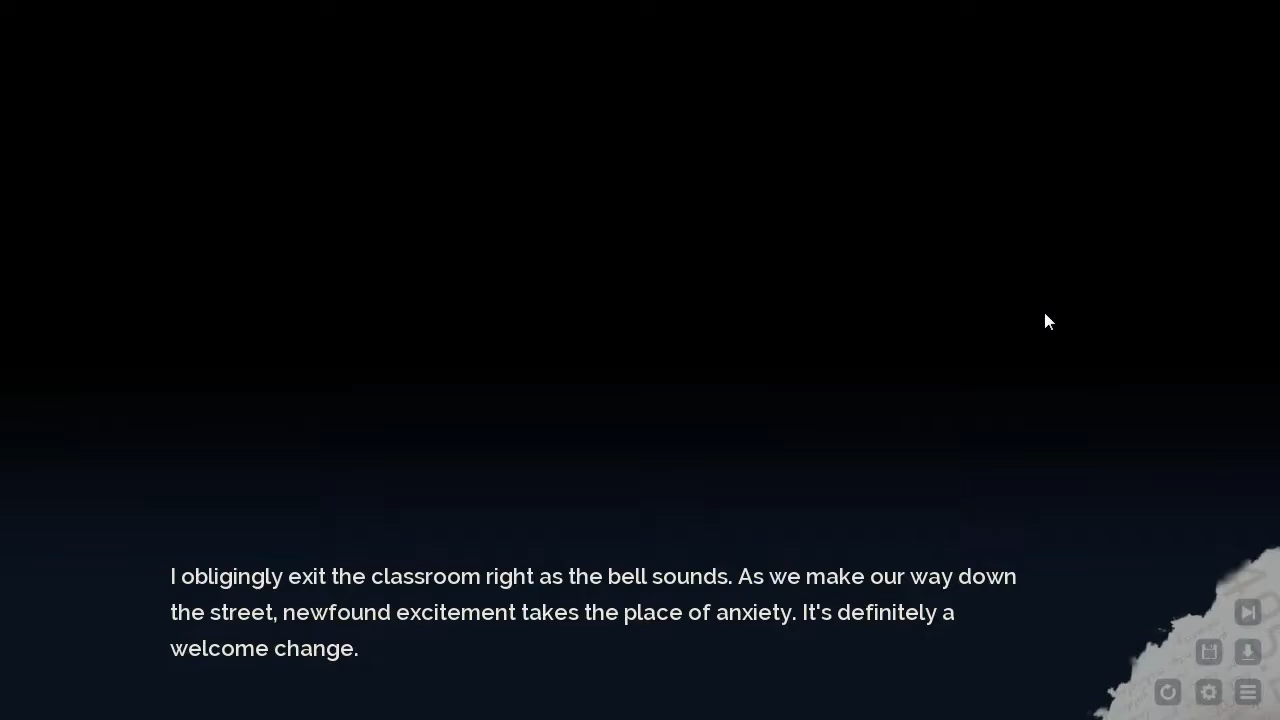 I obligingly exit the classroom right as the bell sounds. As we make our way down
the street, newfound excitement takes the place of anxiety. It's definitely a
welcome change.